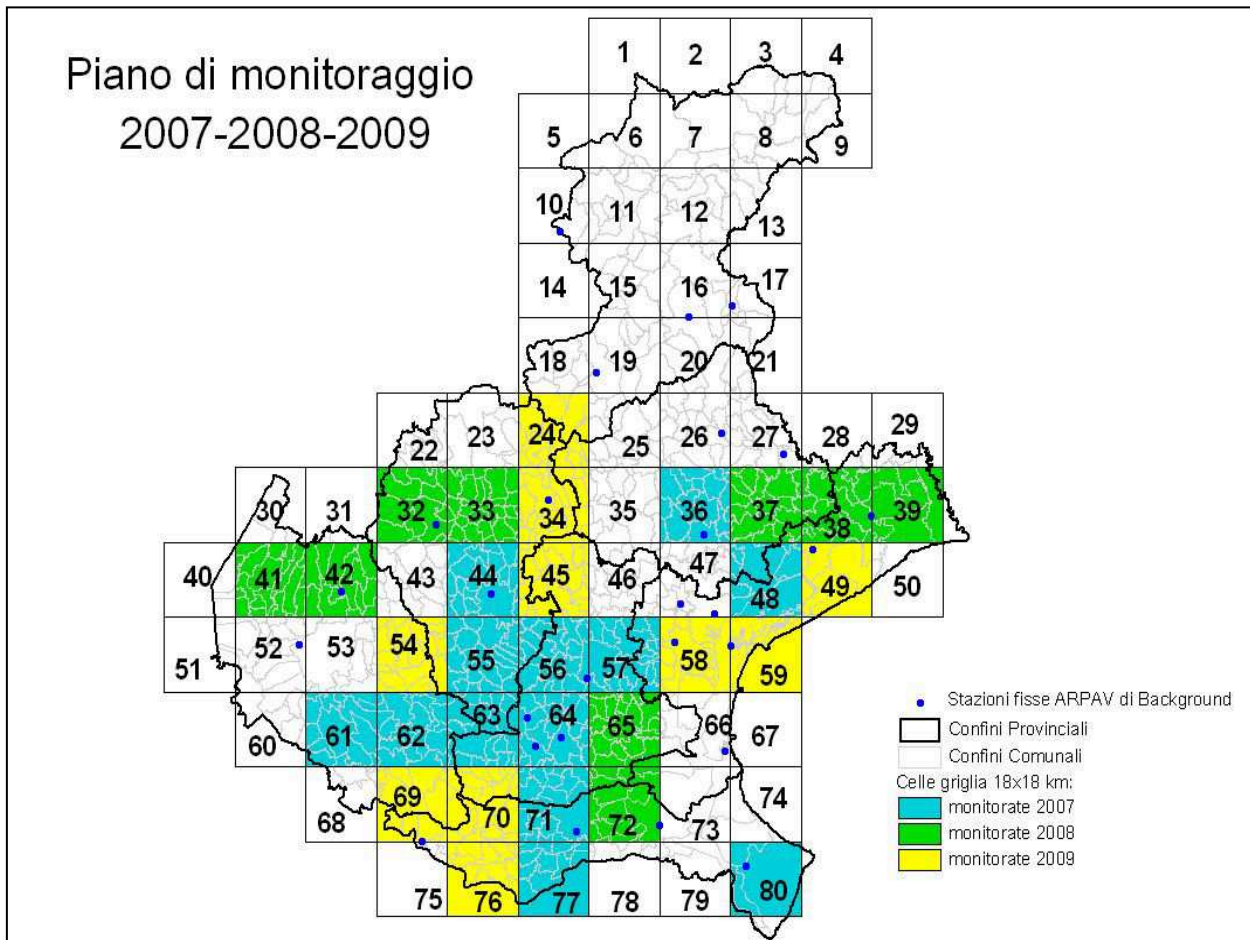 Piano di monitoraggio
2007-2008-2009
1 2 3 4
5 6 7 8 9
10 11 12 13
14 15 16 17
18 19 20 21
22 23 24 25 26 27 28 29
30 31 32 33 34 35 36 37 38 39
40 41 42 43 44 45 46 47 48 49 50
51 52 53 54 55 56 57 58 59
60 61 62 63 64 65 66 67
68 69 70 71 72 73 74
75 76 77 78 79 80
Stazioni fisse ARPAV di Background
Confini Provinciali
Confini Comunali
Celle griglia 18x18 km:
monitorate 2007
monitorate 2008
monitorate 2009